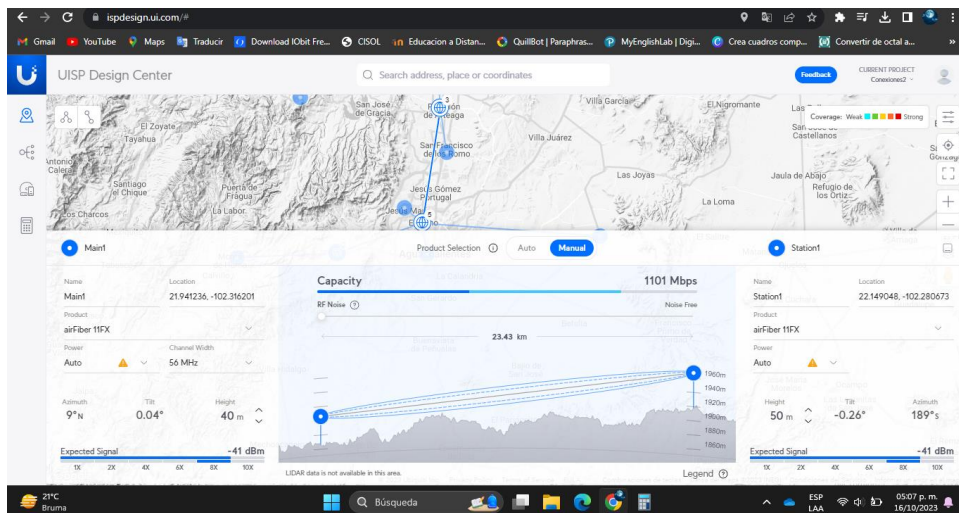 ispdesign.ui.com/#
Gmail YouTube Maps Traducir Download IObit Fre... CISOL Educacion a Distan... QuillBot | Paraphras... MyEnglishLab | Digi... Crea cuadros comp... Convertir de octal a... »
UISP Design Center
Search address, place or coordinates
Feedback
CURRENT PROJECT
Conexiones2
San José de Gracia
Villa García
El Nigromante
El Zoyate
Tayahua
Coverage: Weak Strong
Castellanos
Villa Juárez
San Francisco de los Romo
Las Joyas
Jaula de Abajo
Refugio de los Ortiz
Santiago el Chique
Puerta de Fragua
Jesús Gómez Portugal
La Loma
Los Charcos
La Labor
3
5
Main1
Product Selection Auto Manual
Station1
Name
Main1
Location
21.941236, -102.316201
Product
airFiber 11FX
Power
Auto
Channel Width
56 MHz
Azimuth
9°N
Tilt
0.04°
Height
40 m
Expected Signal -41 dBm
1X 2X 4X 6X 8X 10X
Capacity 1101 Mbps
RF Noise Noise Free
23.43 km
1960m
1940m
1920m
1900m
1880m
1860m
LIDAR data is not available in this area.
Legend
Name
Station1
Location
22.149048, -102.280673
Product
airFiber 11FX
Power
Auto
Height
50 m
Tilt
-0.26°
Azimuth
189°s
Expected Signal -41 dBm
1X 2X 4X 6X 8X 10X
21°C
Bruma
Búsqueda
ESP
LAA
05:07 p. m.
16/10/2023